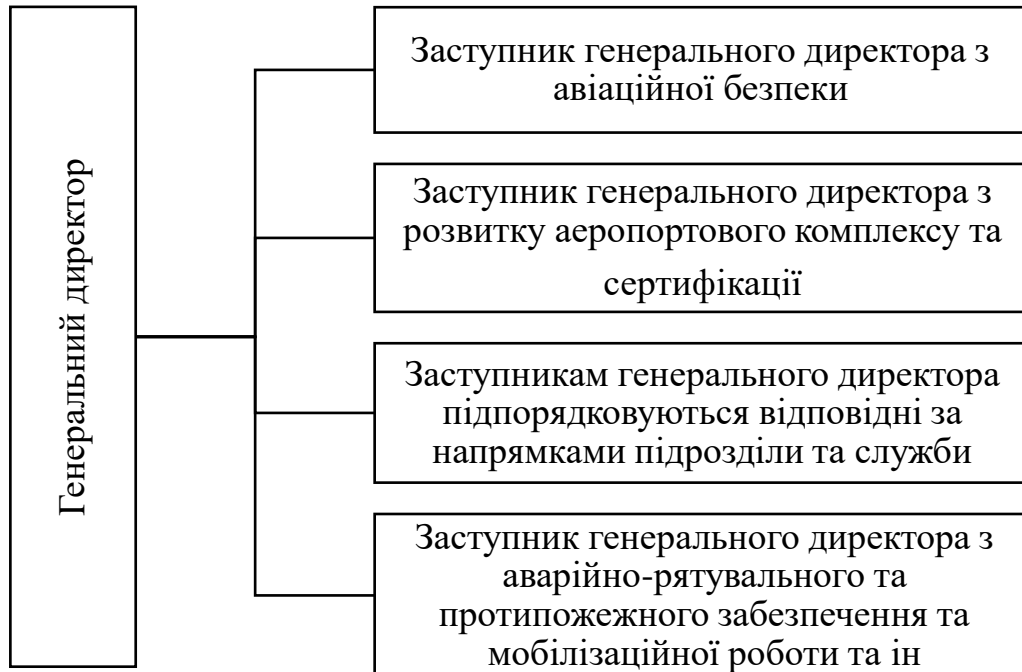 Генеральний директор
Заступник генерального директора з
авіаційної безпеки
Заступник генерального директора з
розвитку аеропортового комплексу та
сертифікації
Заступникам генерального директора
підпорядковуються відповідні за
напрямками підрозділи та служби
Заступник генерального директора з
аварійно-рятувального та
протипожежного забезпечення та
мобілізаційної роботи та ін